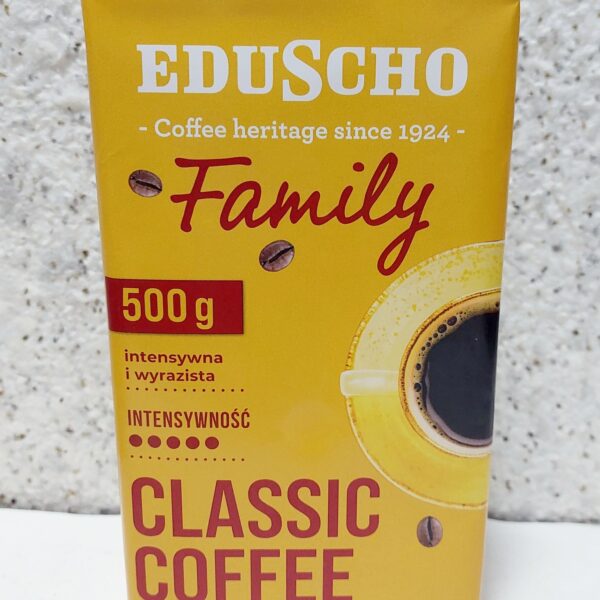 EDUSCHO
- Coffee heritage since 1924 -
Family
500 g
intensywna
i wyrazista
INTENSYWNOŚĆ
CLASSIC
COFFEE